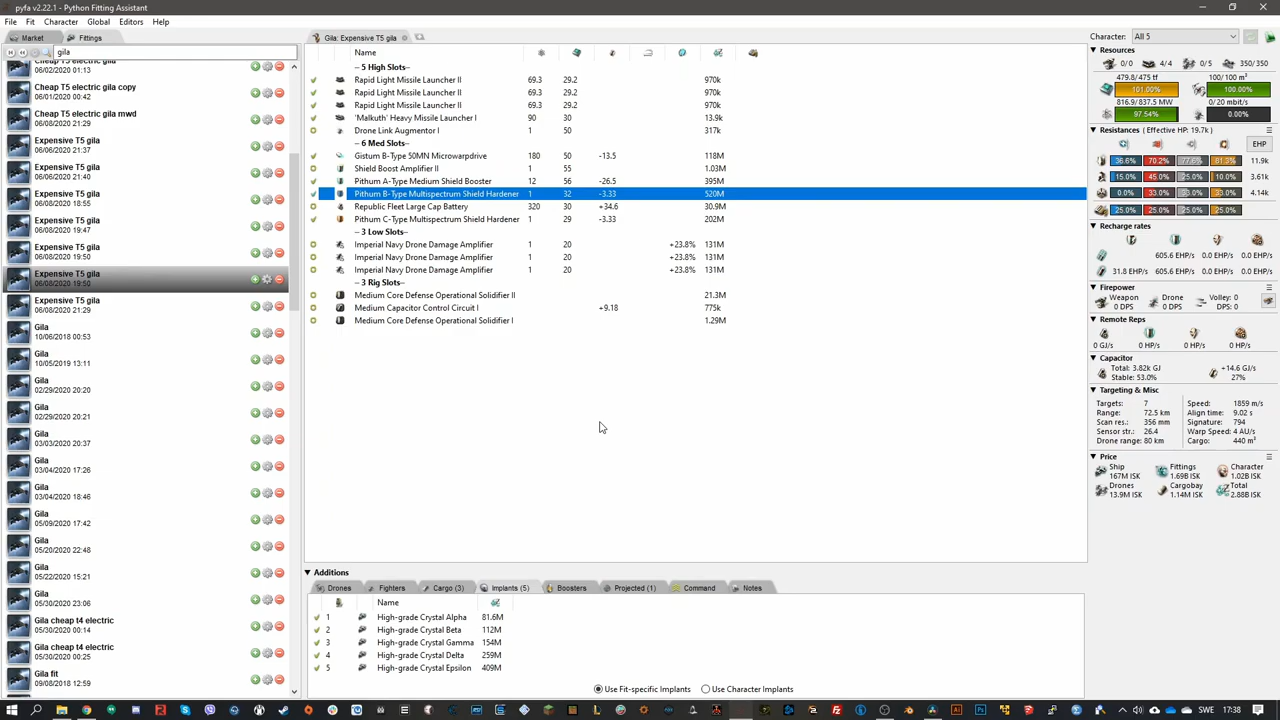 pyfa v2.22.1 - Python Fitting Assistant
File Fit Character Global Editors Help
Market Fittings
gila
Cheap T5 electric gila
06/02/2020 01:13
Cheap T5 electric gila copy
06/01/2020 00:42
Cheap T5 electric gila mwd
06/08/2020 21:29
Expensive T5 gila
06/06/2020 21:37
Expensive T5 gila
06/06/2020 21:40
Expensive T5 gila
06/08/2020 18:55
Expensive T5 gila
06/08/2020 19:47
Expensive T5 gila
06/08/2020 19:50
Expensive T5 gila
06/08/2020 19:50
Expensive T5 gila
06/08/2020 21:29
Gila
10/06/2018 00:53
Gila
10/05/2019 13:11
Gila
02/29/2020 20:20
Gila
02/29/2020 20:21
Gila
03/03/2020 20:37
Gila
03/04/2020 17:26
Gila
03/04/2020 18:46
Gila
05/09/2020 17:42
Gila
05/20/2020 22:48
Gila
05/22/2020 15:21
Gila
05/30/2020 23:06
Gila cheap t4 electric
05/30/2020 00:14
Gila cheap t4 electric
05/30/2020 00:25
Gila fit
09/08/2018 12:59
Gila: Expensive T5 gila
Name
-- 5 High Slots--
Rapid Light Missile Launcher II 69.3 29.2 970k
Rapid Light Missile Launcher II 69.3 29.2 970k
Rapid Light Missile Launcher II 69.3 29.2 970k
'Malkuth' Heavy Missile Launcher I 90 30 13.9k
Drone Link Augmentor I 1 50 317k
-- 6 Med Slots--
Gistum B-Type 50MN Microwarpdrive 180 50 -13.5 118M
Shield Boost Amplifier II 1 55 1.03M
Pithum A-Type Medium Shield Booster 12 56 -26.5 395M
Pithum B-Type Multispectrum Shield Hardener 1 32 -3.33 520M
Republic Fleet Large Cap Battery 320 30 +34.6 30.9M
Pithum C-Type Multispectrum Shield Hardener 1 29 -3.33 202M
-- 3 Low Slots--
Imperial Navy Drone Damage Amplifier 1 20 +23.8% 131M
Imperial Navy Drone Damage Amplifier 1 20 +23.8% 131M
Imperial Navy Drone Damage Amplifier 1 20 +23.8% 131M
-- 3 Rig Slots--
Medium Core Defense Operational Solidifier II 21.3M
Medium Capacitor Control Circuit I +9.18 775k
Medium Core Defense Operational Solidifier I 1.29M
Additions
Drones Fighters Cargo (3) Implants (5) Boosters Projected (1) Command Notes
Name
1 High-grade Crystal Alpha 81.6M
2 High-grade Crystal Beta 112M
3 High-grade Crystal Gamma 154M
4 High-grade Crystal Delta 259M
5 High-grade Crystal Epsilon 409M
Use Fit-specific Implants Use Character Implants
Character: All 5
Resources
0/0 4/4 0/5 350/350
479.8/475 tf 100/100 m³
101.00% 100.00%
816.9/837.5 MW 0/20 mbit/s
97.54% 0.00%
Resistances ( Effective HP: 19.7k )
EHP
36.6% 70.2% 77.6% 81.3% 11.9k
15.0% 45.0% 25.0% 10.0% 3.61k
0.0% 33.0% 33.0% 33.0% 4.14k
25.0% 25.0% 25.0% 25.0%
Recharge rates
605.6 EHP/s 0.0 EHP/s 0.0 EHP/s
31.8 EHP/s 605.6 EHP/s 0.0 EHP/s 0.0 EHP/s
Firepower
Weapon Drone Volley: 0
0 DPS 0 DPS DPS: 0
Remote Reps
0 GJ/s 0 HP/s 0 HP/s 0 HP/s
Capacitor
Total: 3.82k GJ +14.6 GJ/s
Stable: 53.0% 27%
Targeting & Misc
Targets: 7 Speed: 1859 m/s
Range: 72.5 km Align time: 9.02 s
Scan res.: 356 mm Signature: 794
Sensor str.: 26.4 Warp Speed: 4 AU/s
Drone range: 80 km Cargo: 440 m³
Price
Ship Fittings Character
167M ISK 1.69B ISK 1.02B ISK
Drones Cargobay Total
13.9M ISK 1.14M ISK 2.88B ISK
SWE 17:38